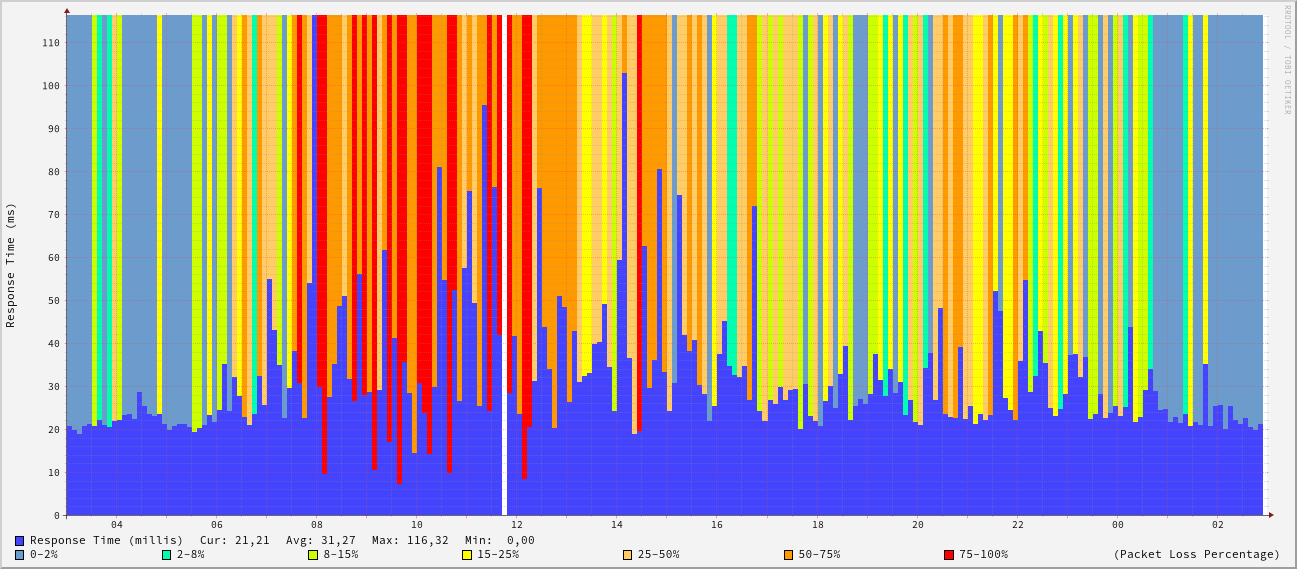 RRDTOOL / TOBI OETIKER
Response Time (ms)
110
100
90
80
70
60
50
40
30
20
10
0
04 06 08 10 12 14 16 18 20 22 00 02
Response Time (millis) Cur: 21,21 Avg: 31,27 Max: 116,32 Min: 0,00
0-2% 2-8% 8-15% 15-25% 25-50% 50-75% 75-100% (Packet Loss Percentage)